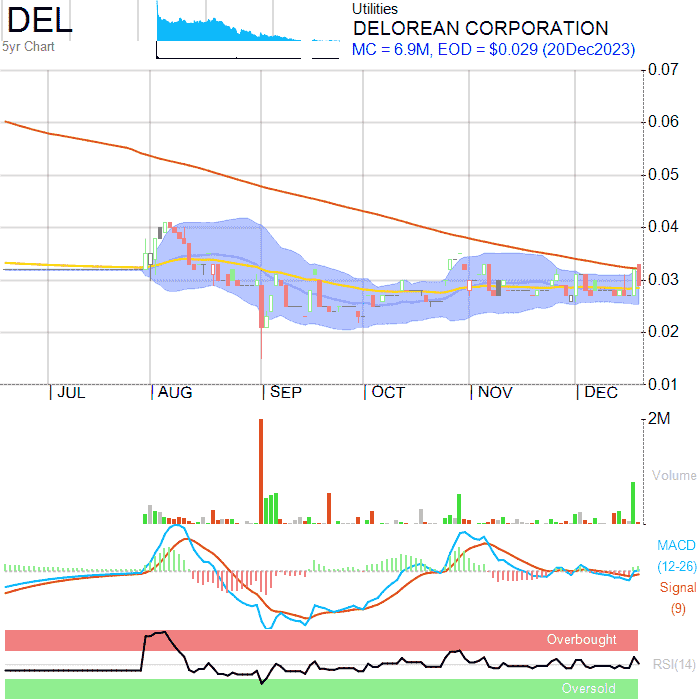 DEL
5yr Chart
Utilities
DELOREAN CORPORATION
MC = 6.9M, EOD = $0.029 (20Dec2023)
0.07
0.06
0.05
0.04
0.03
0.02
0.01
JUL AUG SEP OCT NOV DEC
2M
Volume
MACD
(12-26)
Signal
(9)
Overbought
RSI(14)
Oversold